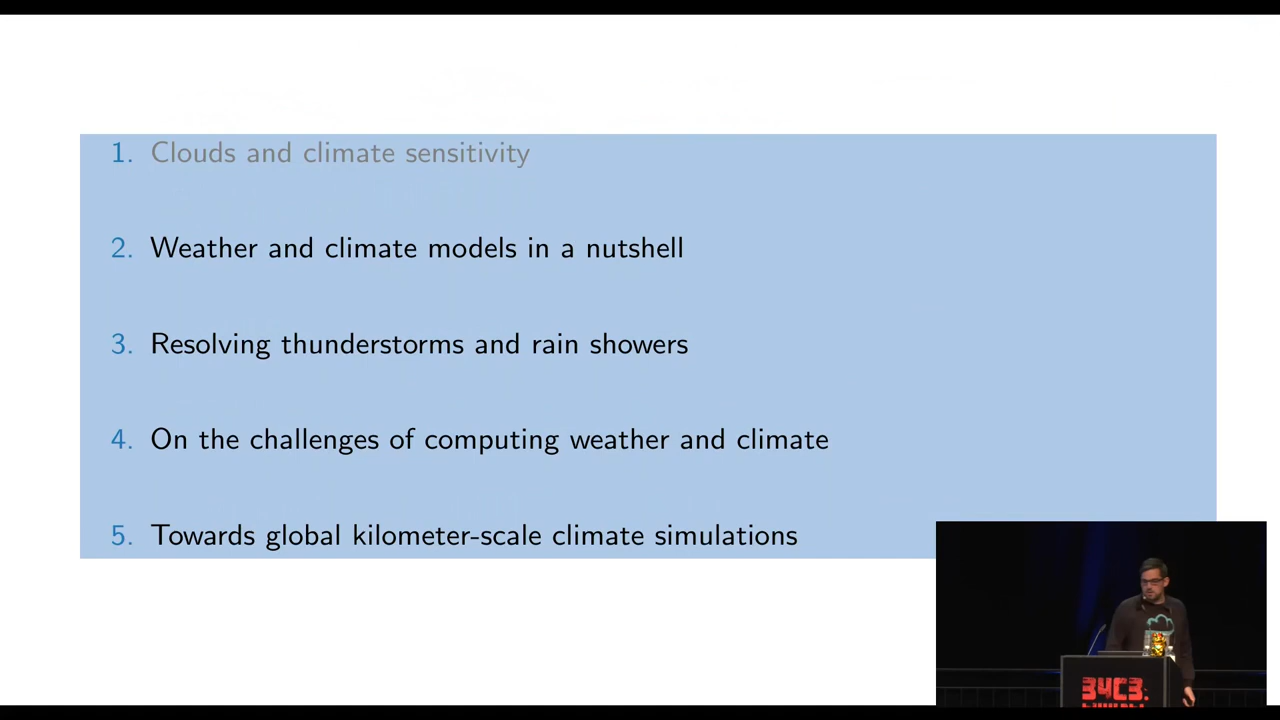 1. Clouds and climate sensitivity
2. Weather and climate models in a nutshell
3. Resolving thunderstorms and rain showers
4. On the challenges of computing weather and climate
5. Towards global kilometer-scale climate simulations
34C3.